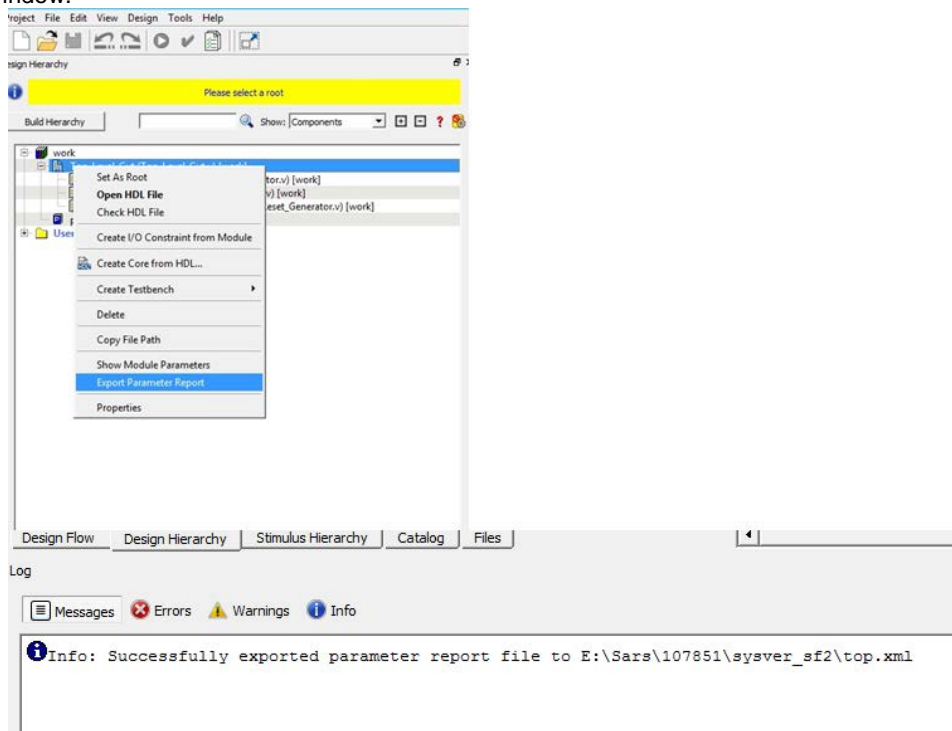 Project File Edit View Design Tools Help
Design Hierarchy
Please select a root
Build Hierarchy Show: Components
work
tor.v) [work]
Set As Root
v) [work]
Open HDL File
eset_Generator.v) [work]
Check HDL File
User
Create I/O Constraint from Module
Create Core from HDL...
Create Testbench
Delete
Copy File Path
Show Module Parameters
Export Parameter Report
Properties
Design Flow Design Hierarchy Stimulus Hierarchy Catalog Files
Log
Messages Errors Warnings Info
Info: Successfully exported parameter report file to E:\Sars\107851\sysver_sf2\top.xml